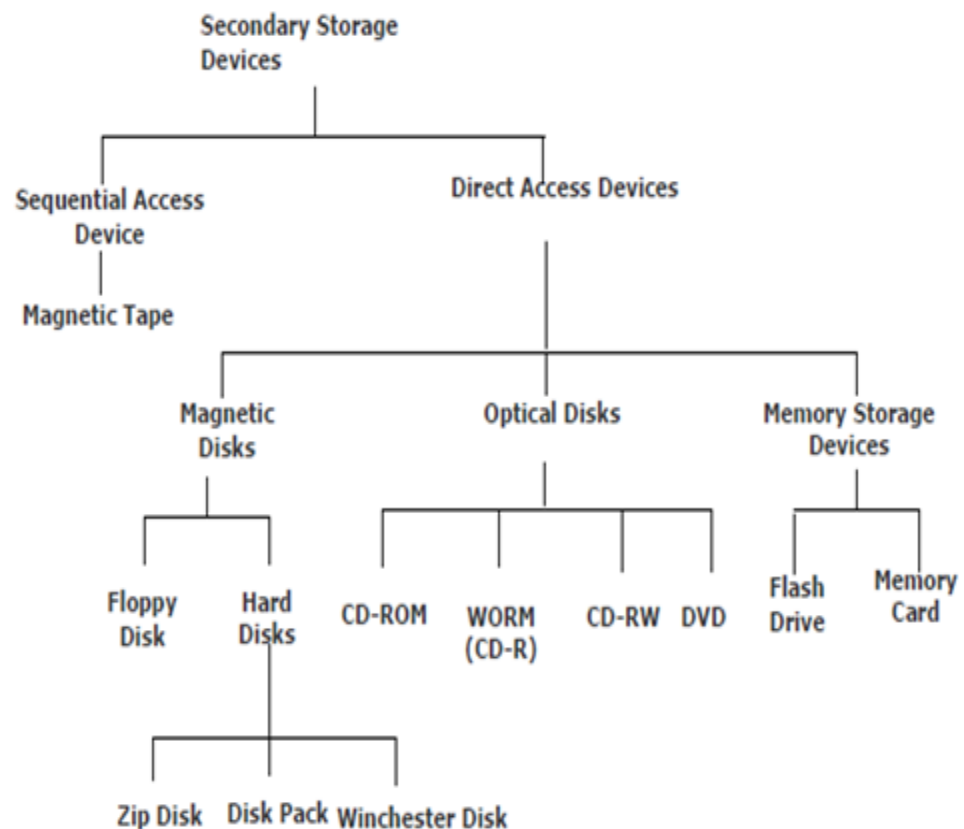 Secondary Storage
Devices
Sequential Access
Device
Direct Access Devices
Magnetic Tape
Magnetic
Disks
Optical Disks
Memory Storage
Devices
Floppy
Disk
Hard
Disks
CD-ROM
WORM
(CD-R)
CD-RW
DVD
Flash
Drive
Memory
Card
Zip Disk
Disk Pack
Winchester Disk